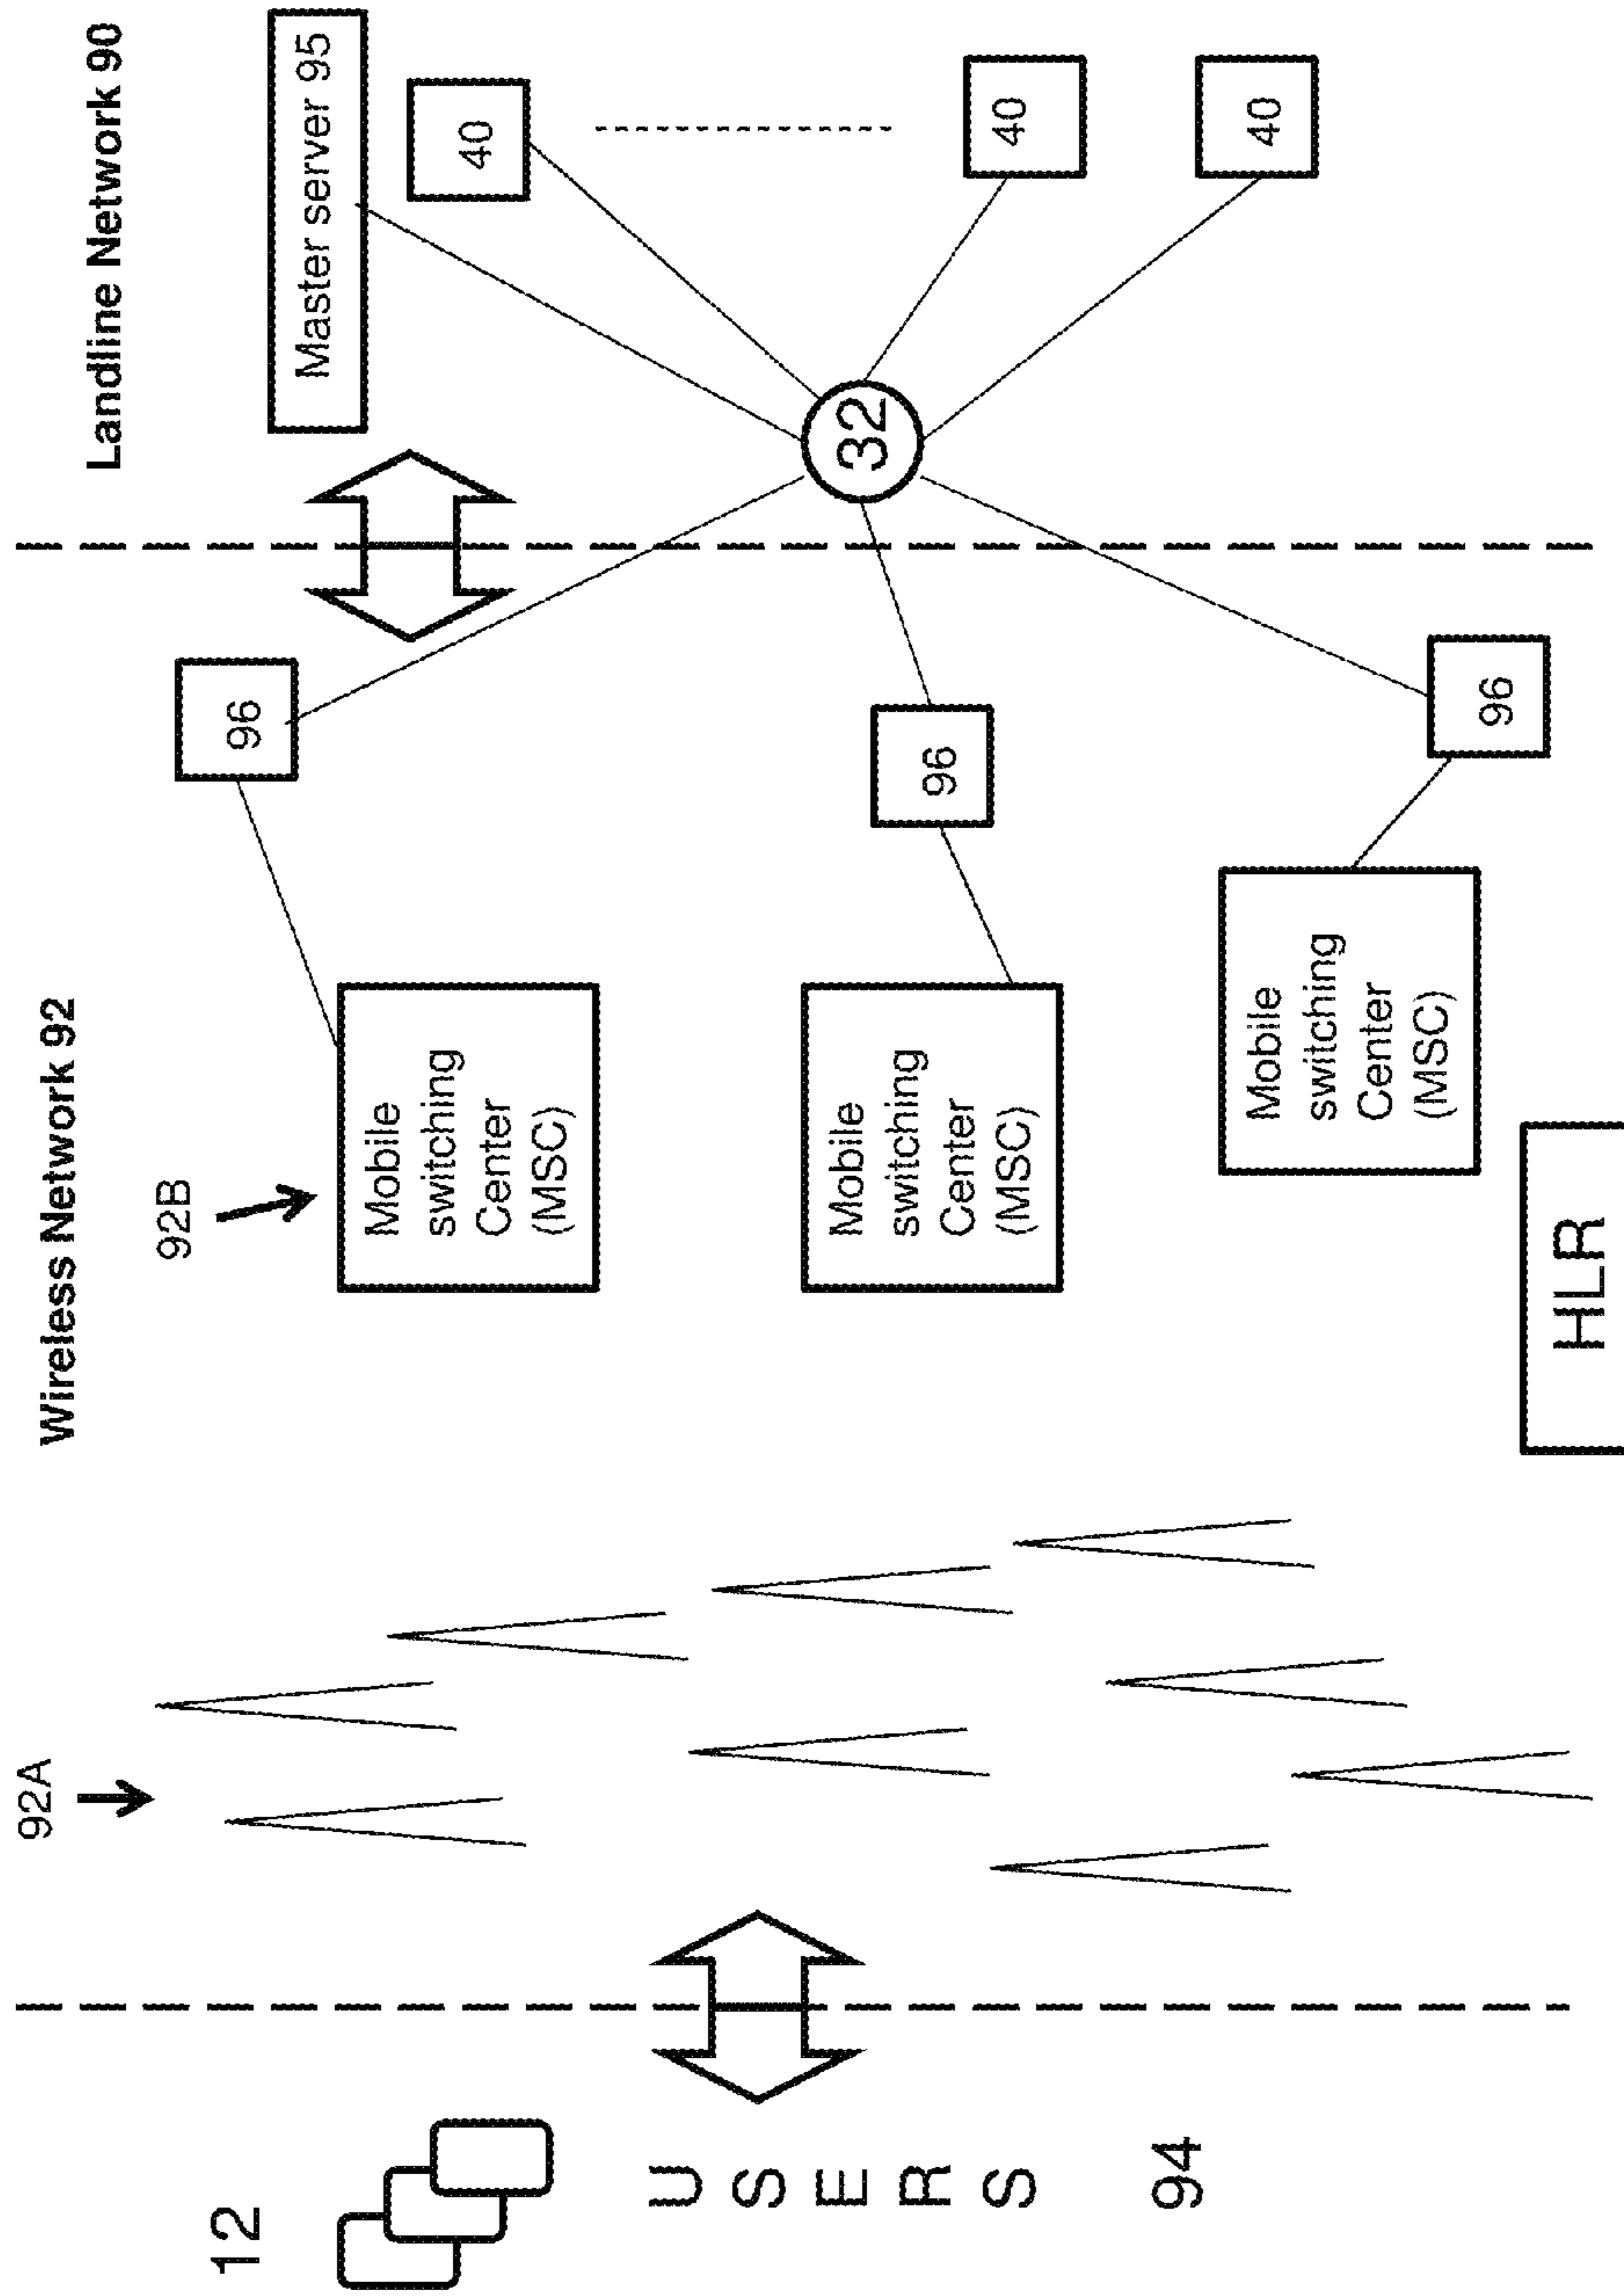 92A
Wireless Network 92
Landline Network 90
12
92B
96
Master server 95
Mobile
switching
Center
(MSC)
40
U
S
E
R
S
94
Mobile
switching
Center
(MSC)
96
32
40
Mobile
switching
Center
(MSC)
96
40
HLR